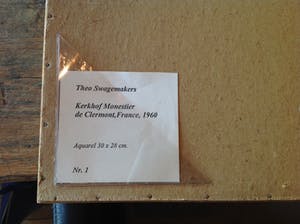 Theo Swagemakers
Kerkhof Monestier
de Clermont,France, 1960
Aquarel 30 x 28 cm.
Nr. 1